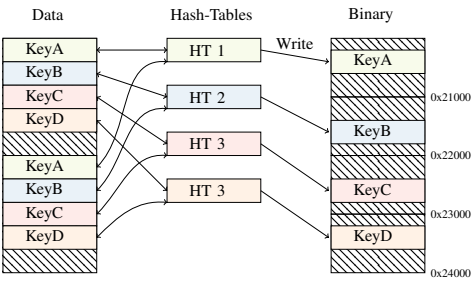 Data
Hash-Tables
Binary
KeyA
KeyB
KeyC
KeyD
KeyA
KeyB
KeyC
KeyD
HT 1
HT 2
HT 3
HT 3
Write
KeyA
0x21000
KeyB
0x22000
KeyC
0x23000
KeyD
0x24000